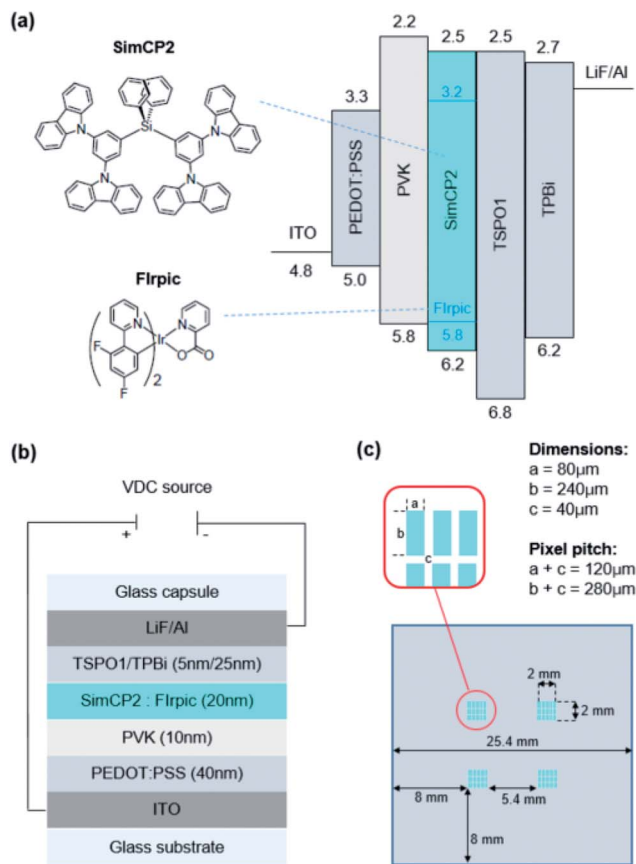 (a)
SimCP2
Si
N
N
N
N
FIrpic
N
N
Ir
O
O
F
F
2
2.2
2.5
2.5
2.7
LiF/Al
3.3
3.2
PEDOT:PSS
PVK
SimCP2
TSPO1
TPBi
ITO
4.8
5.0
FIrpic
5.8
5.8
6.2
6.2
6.8
(b)
VDC source
+
-
Glass capsule
LiF/Al
TSPO1/TPBi (5nm/25nm)
SimCP2 : FIrpic (20nm)
PVK (10nm)
PEDOT:PSS (40nm)
ITO
Glass substrate
(c)
Dimensions:
a = 80µm
b = 240µm
c = 40µm
Pixel pitch:
a + c = 120µm
b + c = 280µm
a
b
c
2 mm
2 mm
25.4 mm
8 mm
5.4 mm
8 mm